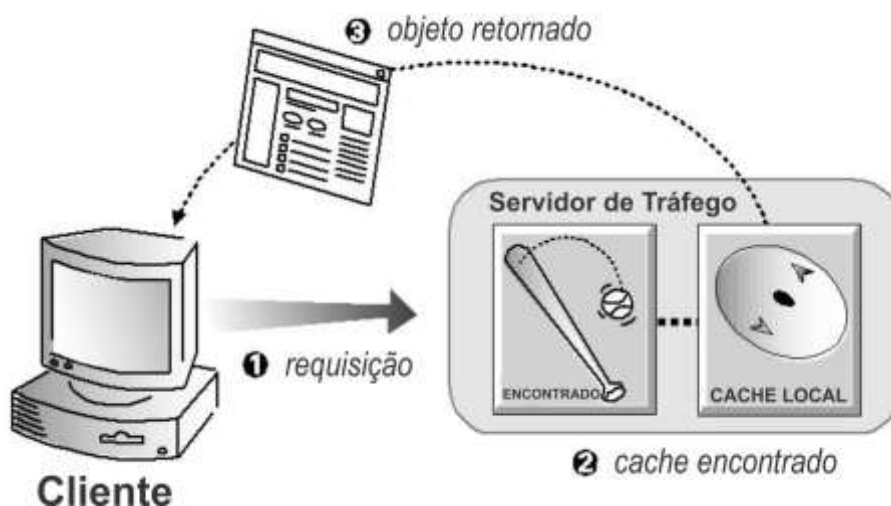 ❸ objeto retornado
Servidor de Tráfego
❶ requisição
ENCONTRADO
CACHE LOCAL
❷ cache encontrado
Cliente